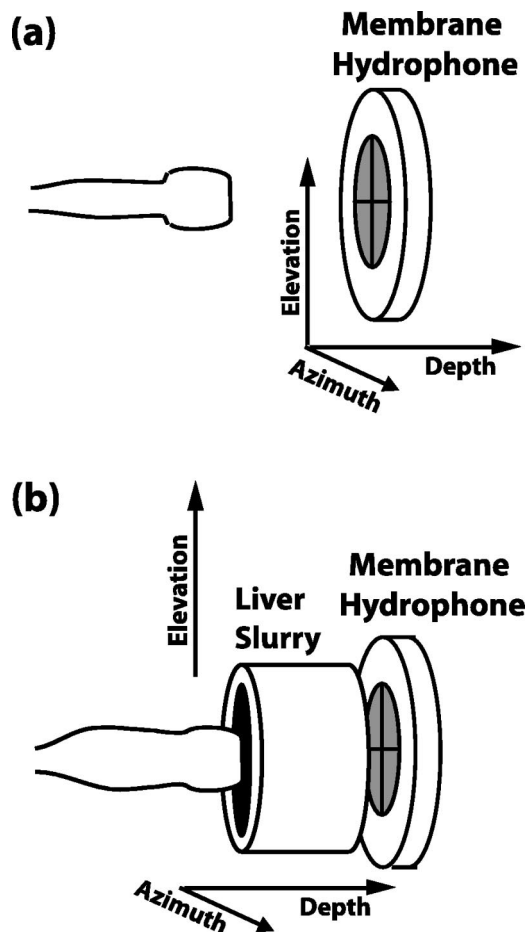 (a)
Membrane
Hydrophone
Elevation
Azimuth
Depth
(b)
Elevation
Liver
Slurry
Membrane
Hydrophone
Azimuth
Depth